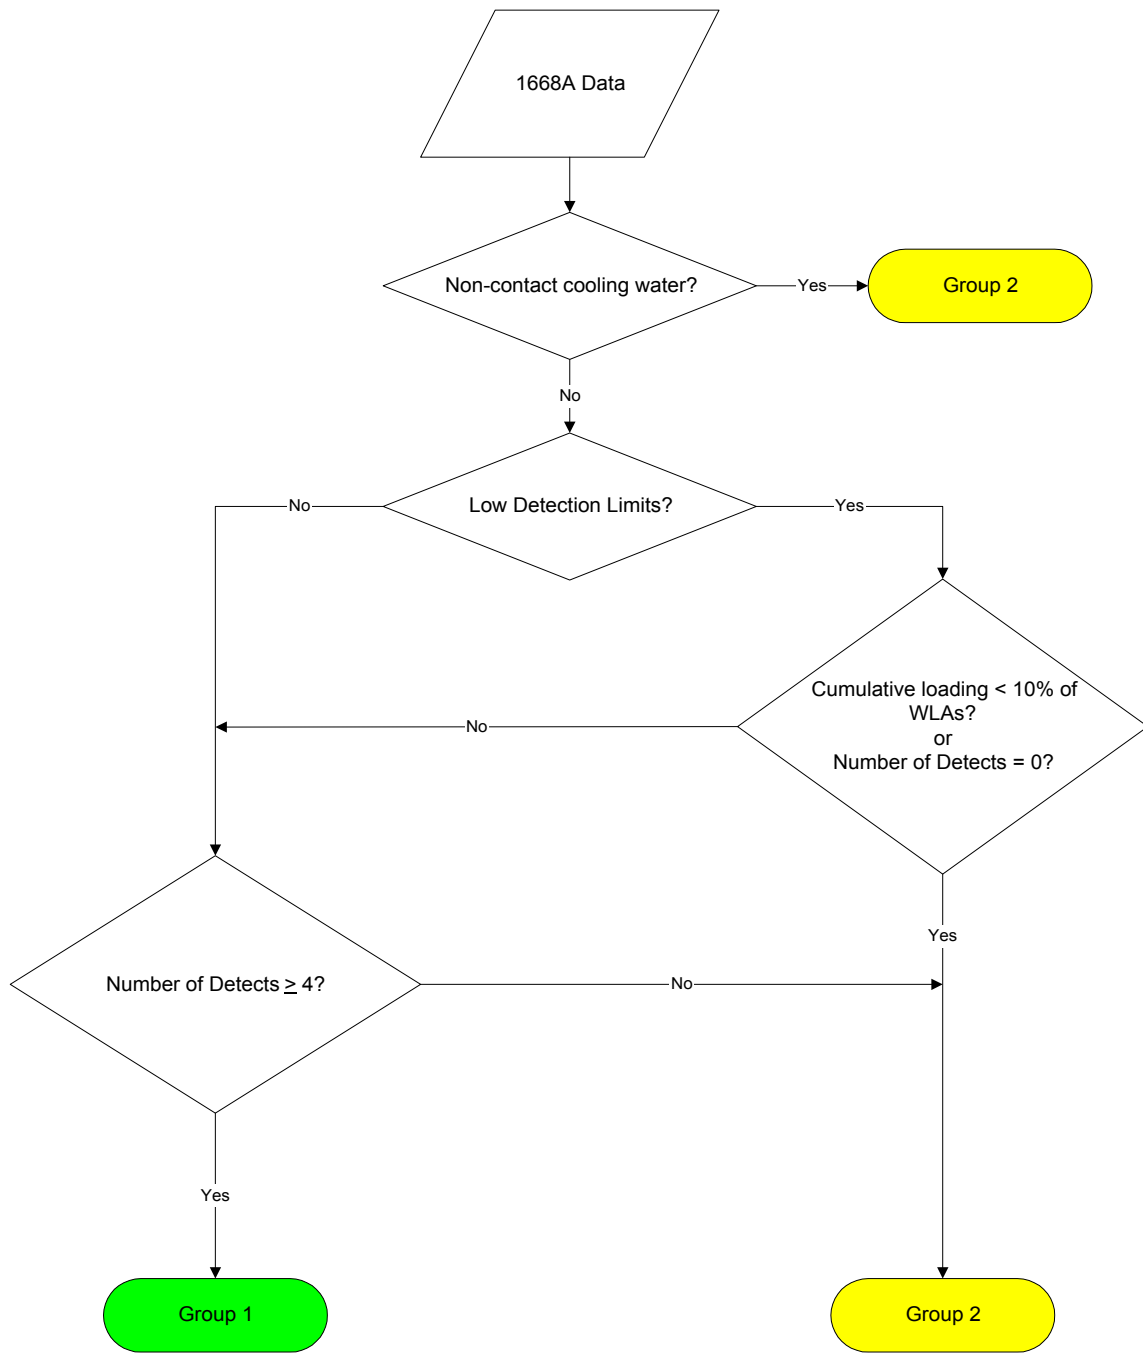 1668A Data
Non-contact cooling water?
Yes
Group 2
No
Low Detection Limits?
No
Yes
Cumulative loading < 10% of
WLAs?
or
Number of Detects = 0?
No
Yes
Number of Detects ≥ 4?
No
Yes
Group 1
Group 2